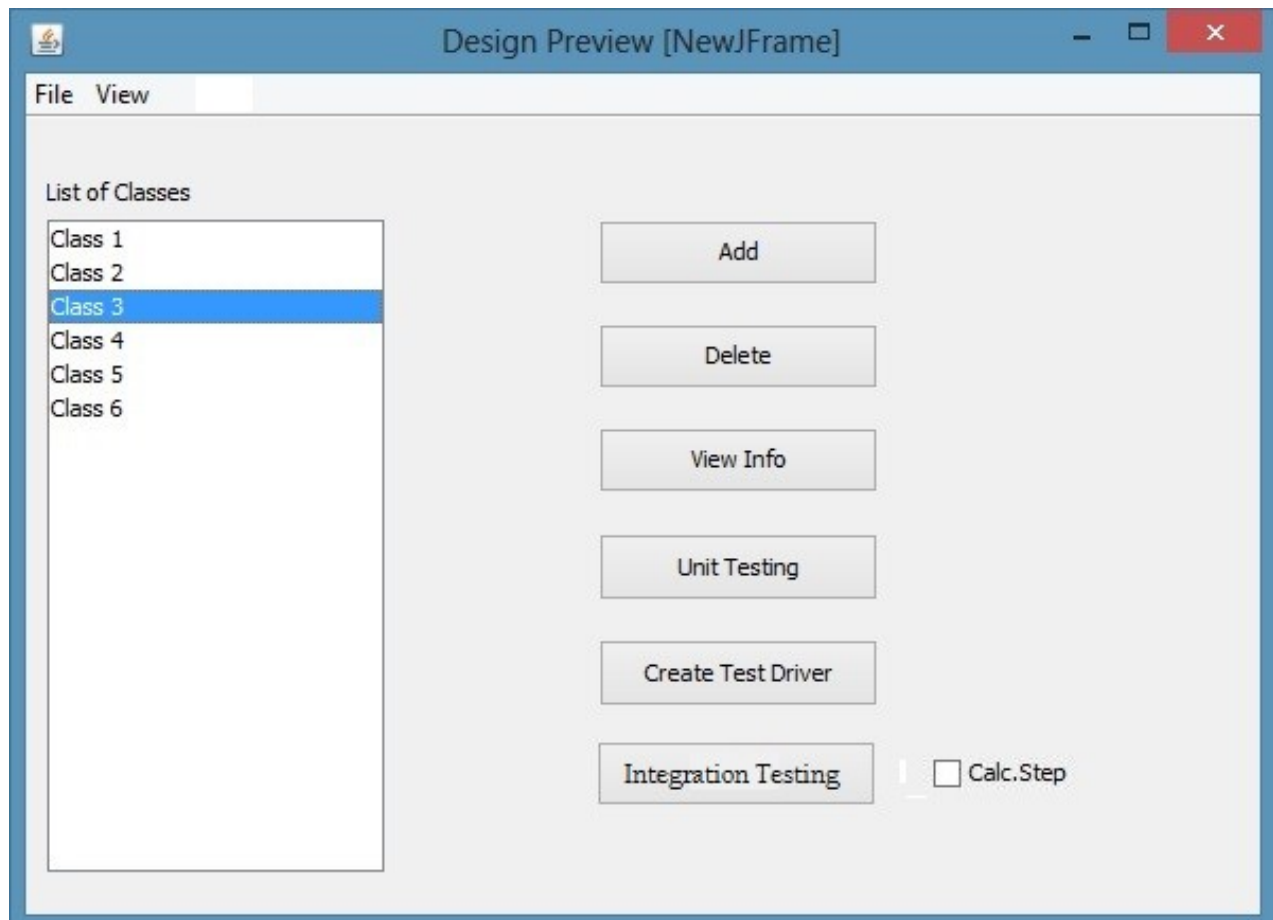 Design Preview [NewJFrame]
File View
List of Classes
Class 1
Class 2
Class 3
Class 4
Class 5
Class 6
Add
Delete
View Info
Unit Testing
Create Test Driver
Integration Testing
Calc.Step